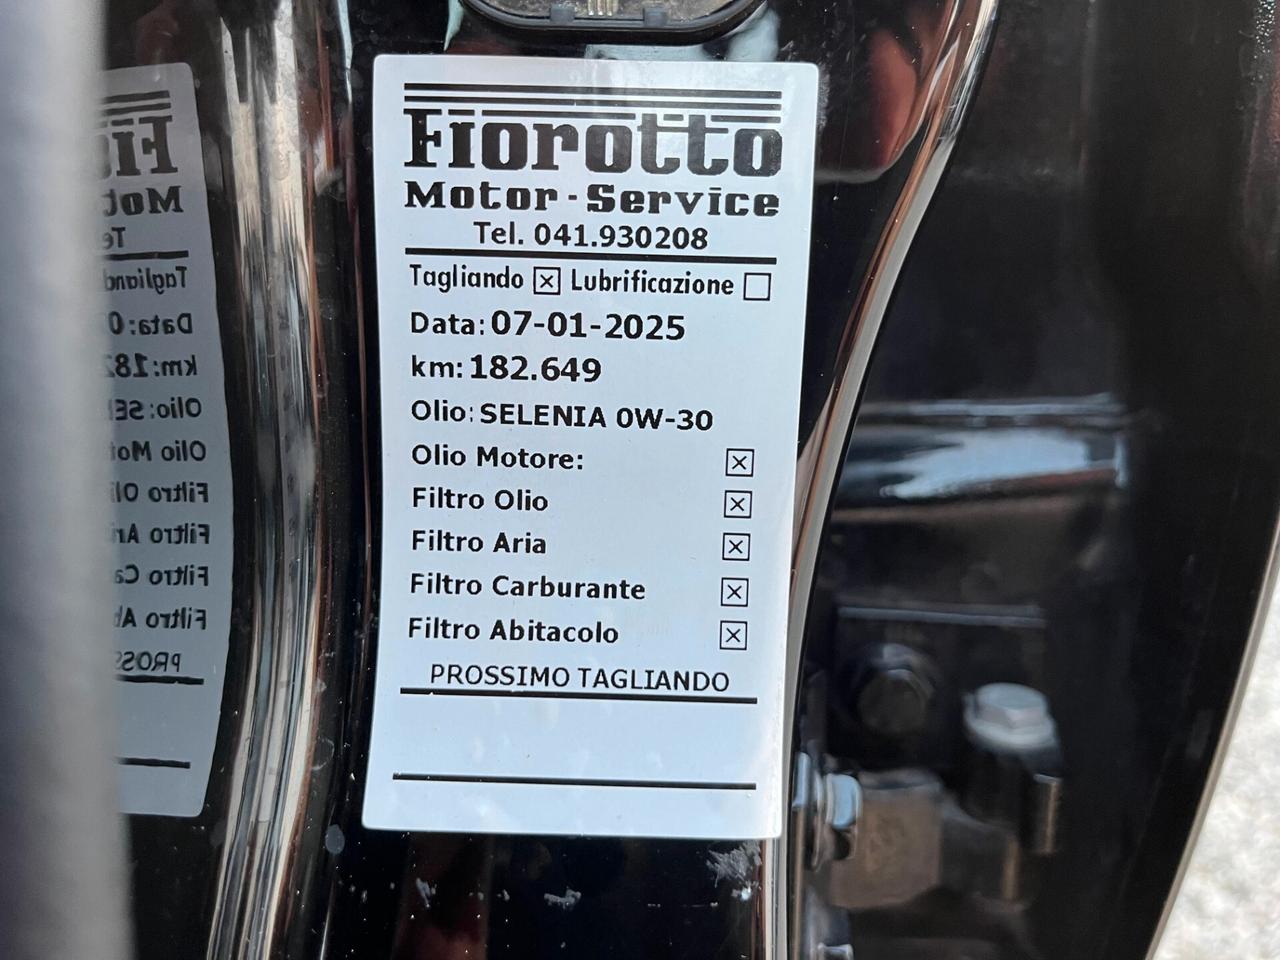 Fiorotto
Motor-Service
Tel. 041.930208
Tagliando ☒ Lubrificazione ☐
Data: 07-01-2025
km: 182.649
Olio: SELENIA 0W-30
Olio Motore: ☒
Filtro Olio ☒
Filtro Aria ☒
Filtro Carburante ☒
Filtro Abitacolo ☒
PROSSIMO TAGLIANDO